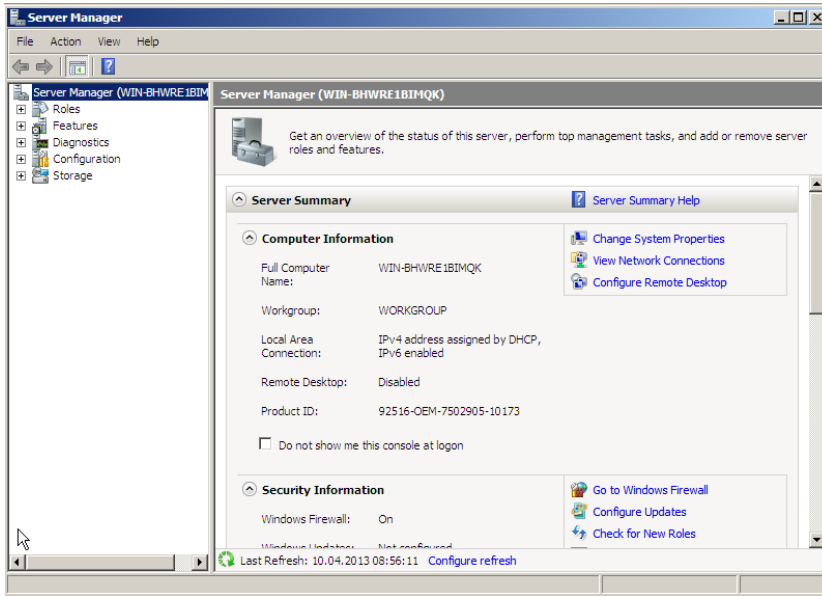 Server Manager
File Action View Help
Server Manager (WIN-BHWRE1BIM
Roles
Features
Diagnostics
Configuration
Storage
Server Manager (WIN-BHWRE1BIMQK)
Get an overview of the status of this server, perform top management tasks, and add or remove server
roles and features.
Server Summary
Server Summary Help
Computer Information
Full Computer
Name:
WIN-BHWRE1BIMQK
Workgroup:
WORKGROUP
Local Area
Connection:
IPv4 address assigned by DHCP,
IPv6 enabled
Remote Desktop:
Disabled
Product ID:
92516-OEM-7502905-10173
Do not show me this console at logon
Change System Properties
View Network Connections
Configure Remote Desktop
Security Information
Windows Firewall:
On
Windows Updates:
Not configured
Go to Windows Firewall
Configure Updates
Check for New Roles
Last Refresh: 10.04.2013 08:56:11 Configure refresh